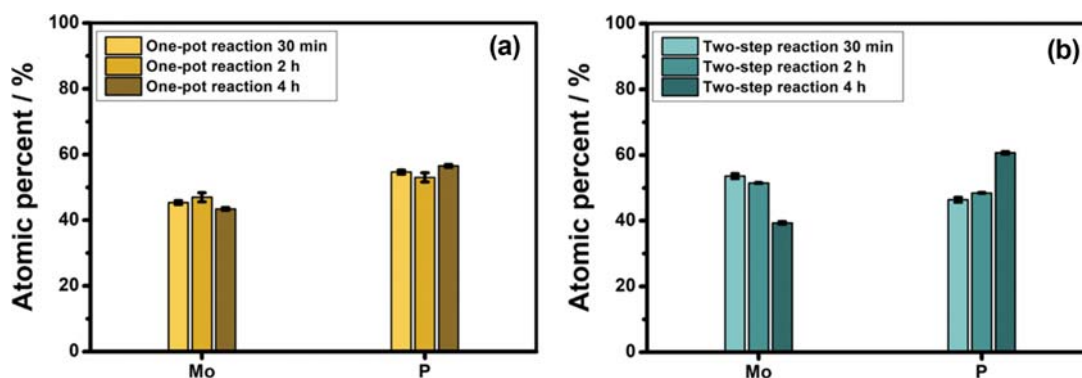 (a)
One-pot reaction 30 min
One-pot reaction 2 h
One-pot reaction 4 h
Atomic percent / %
100
80
60
40
20
0
Mo P
(b)
Two-step reaction 30 min
Two-step reaction 2 h
Two-step reaction 4 h
Atomic percent / %
100
80
60
40
20
0
Mo P